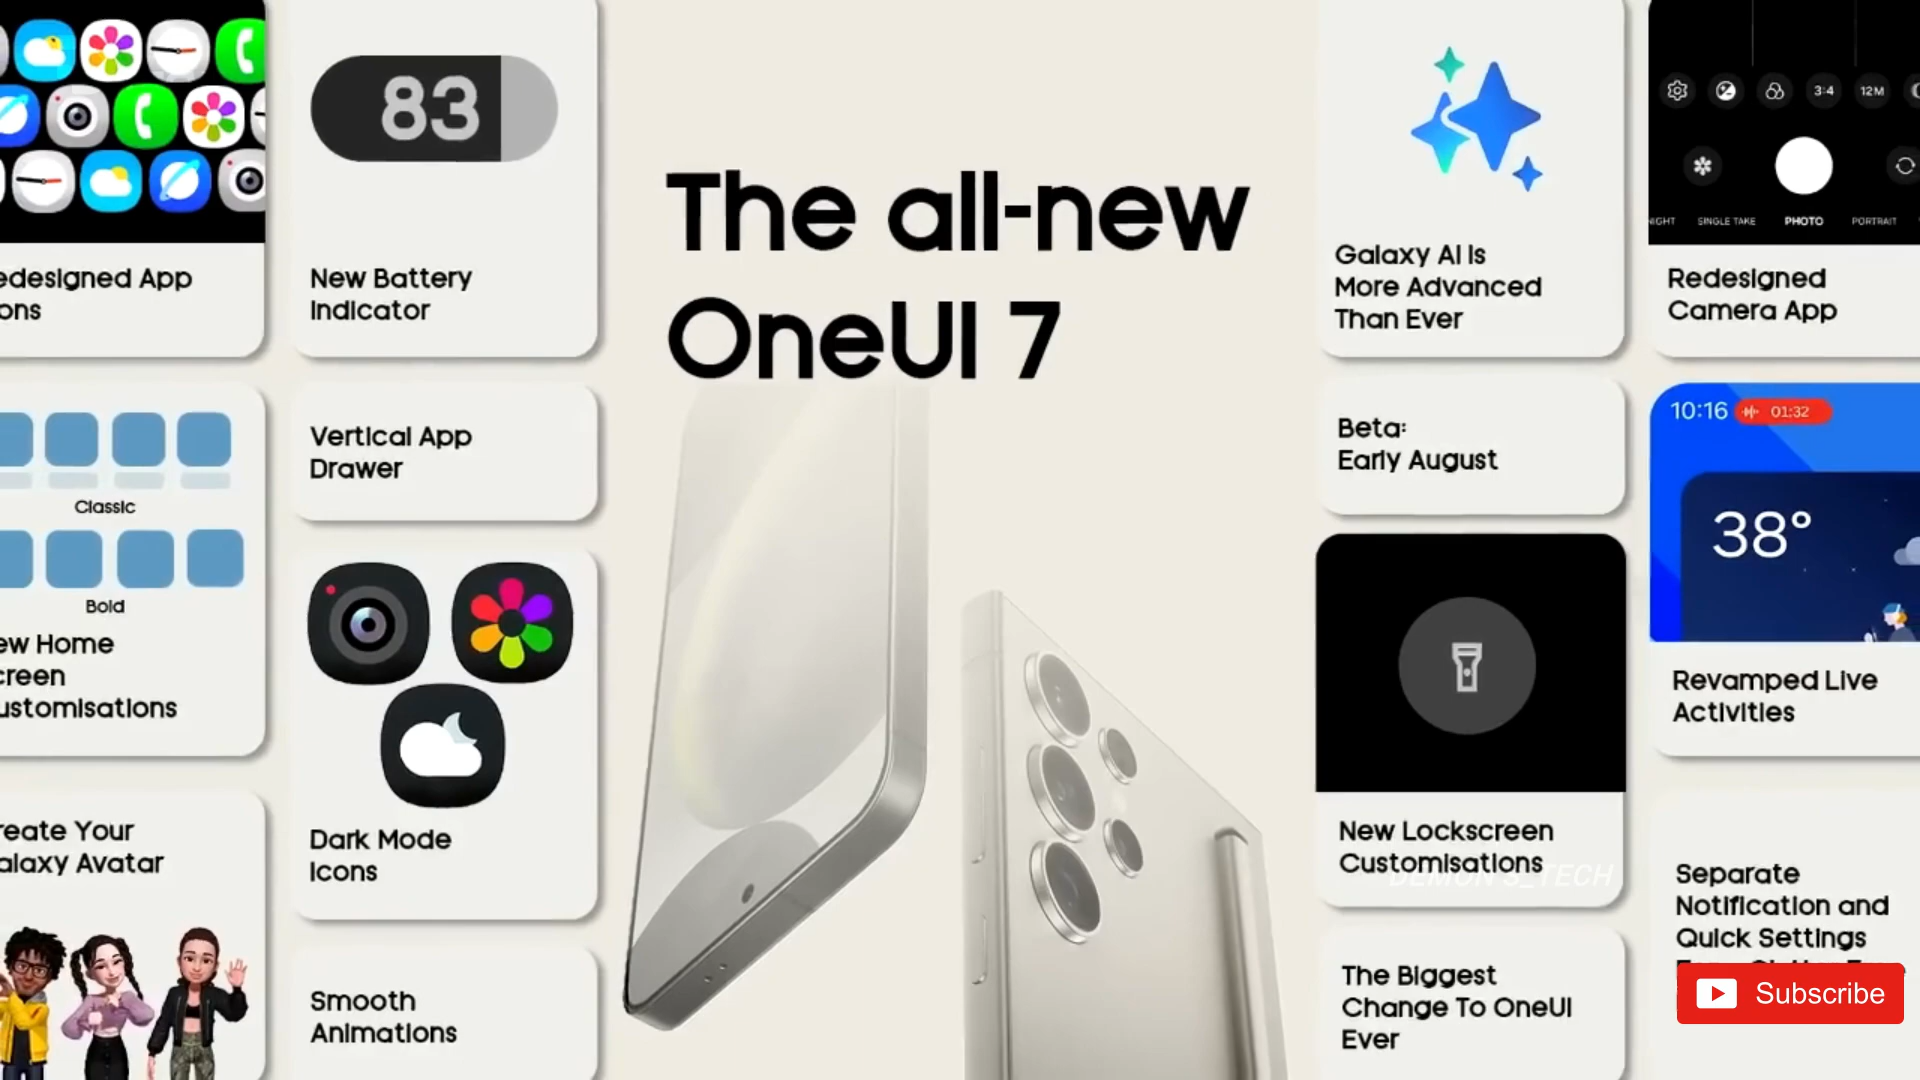 edesigned App
ons
Classic
Bold
ew Home
creen
ustomisations
reate Your
alaxy Avatar
83
New Battery
Indicator
Vertical App
Drawer
Dark Mode
Icons
Smooth
Animations
The all-new
OneUI 7
Galaxy AI Is
More Advanced
Than Ever
Beta:
Early August
New Lockscreen
Customisations
DEMON'S_TECH
The Biggest
Change To OneUI
Ever
3:4 12M
IGHT SINGLE TAKE PHOTO PORTRAIT
Redesigned
Camera App
10:16 01:32
38°
Revamped Live
Activities
Separate
Notification and
Quick Settings
Subscribe